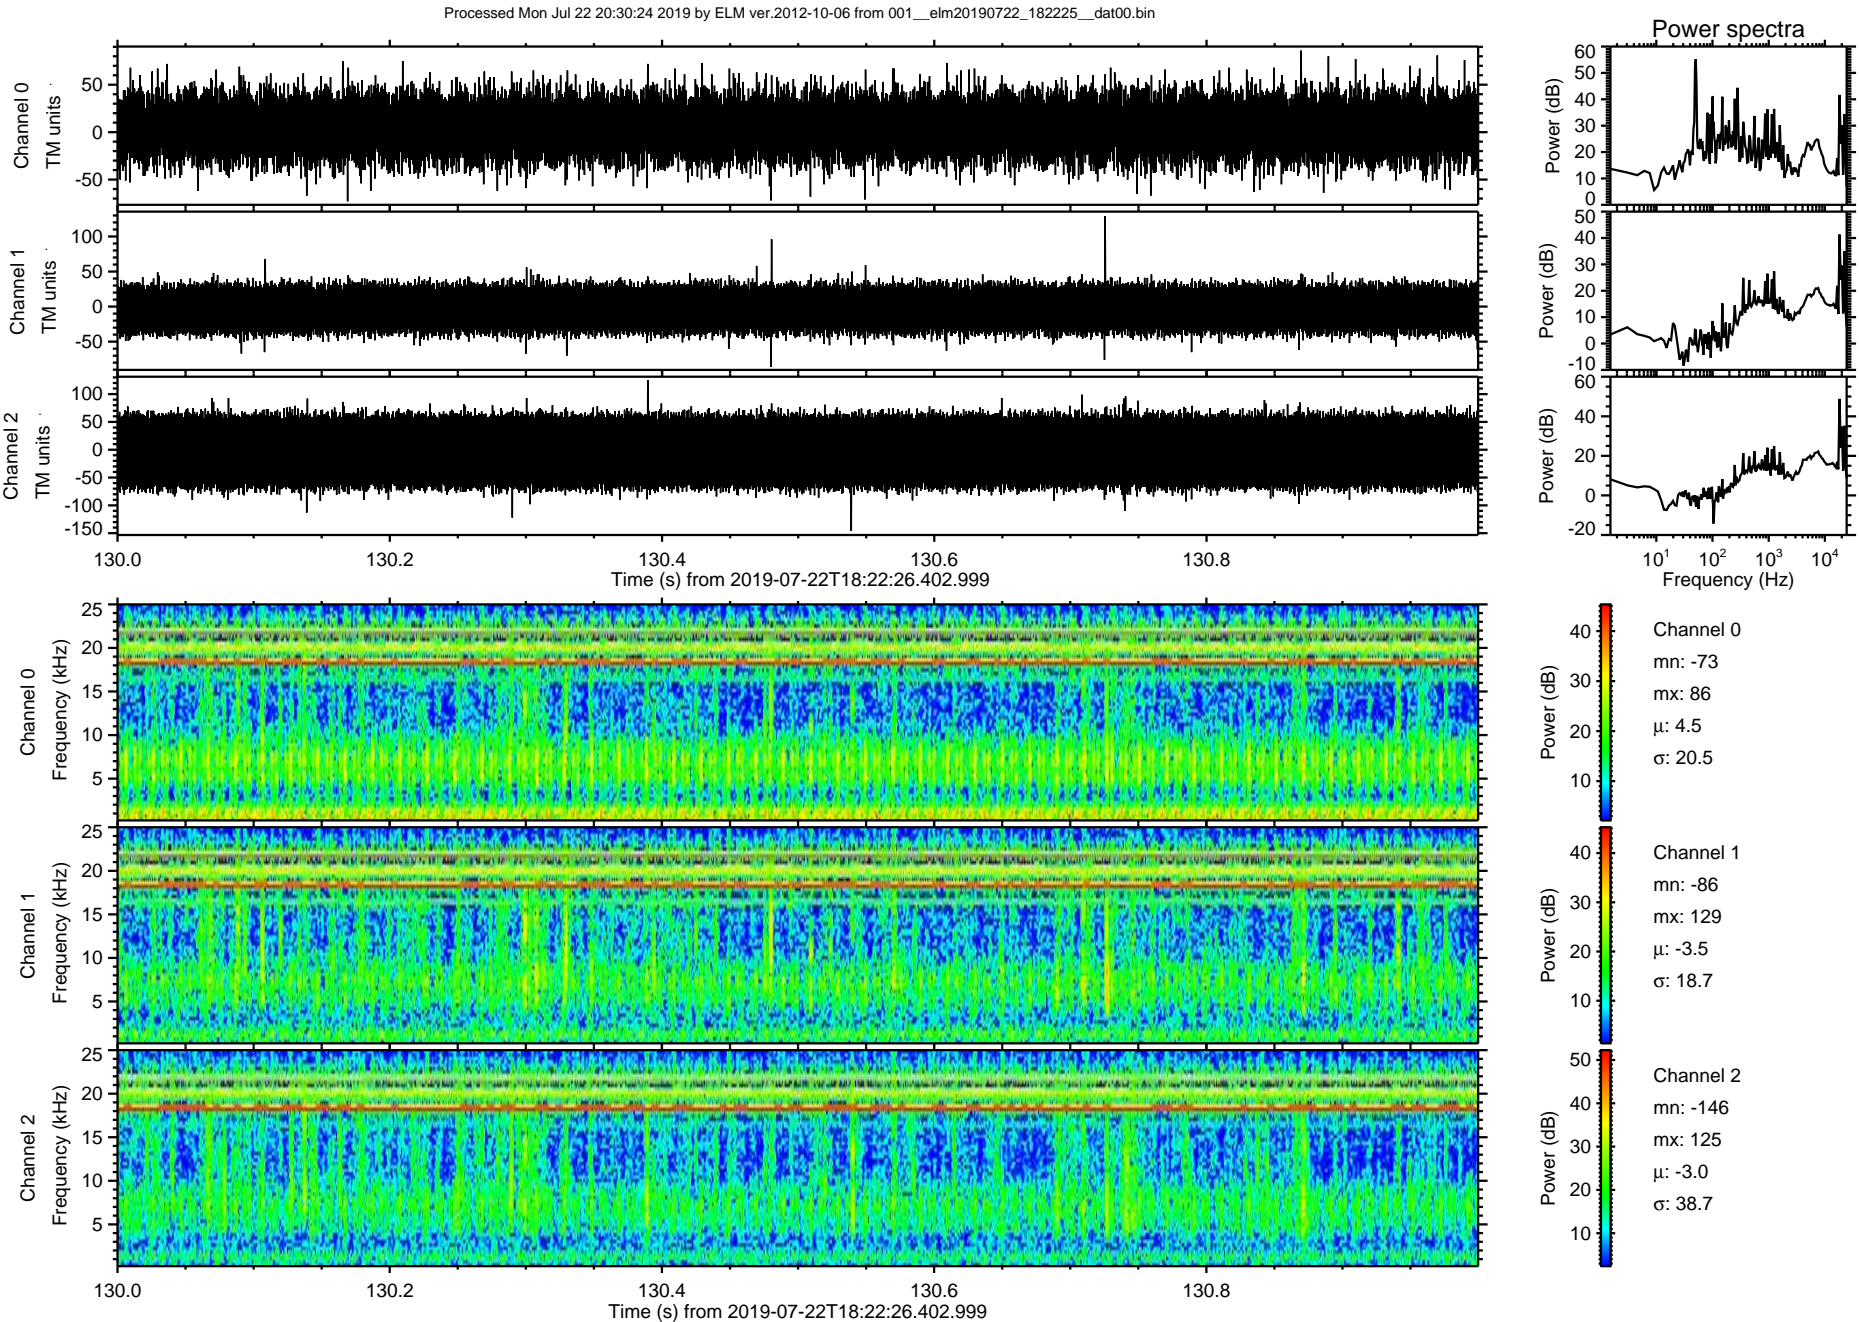 Processed Mon Jul 22 20:30:24 2019 by ELM ver.2012-10-06 from 001__elm20190722_182225__dat00.bin
Power spectra
Channel 0
TM units
50
0
-50
Power (dB)
60
50
40
30
20
10
0
Channel 1
TM units
100
50
0
-50
Power (dB)
50
40
30
20
10
0
-10
Channel 2
TM units
100
50
0
-50
-100
-150
Power (dB)
60
40
20
0
-20
130.0 130.2 130.4 130.6 130.8
Time (s) from 2019-07-22T18:22:26.402.999
10^1 10^2 10^3 10^4
Frequency (Hz)
Channel 0
Frequency (kHz)
25
20
15
10
5
Power (dB)
40
30
20
10
Channel 0
mn: -73
mx: 86
μ: 4.5
σ: 20.5
Channel 1
Frequency (kHz)
25
20
15
10
5
Power (dB)
40
30
20
10
Channel 1
mn: -86
mx: 129
μ: -3.5
σ: 18.7
Channel 2
Frequency (kHz)
25
20
15
10
5
Power (dB)
50
40
30
20
10
Channel 2
mn: -146
mx: 125
μ: -3.0
σ: 38.7
130.0 130.2 130.4 130.6 130.8
Time (s) from 2019-07-22T18:22:26.402.999